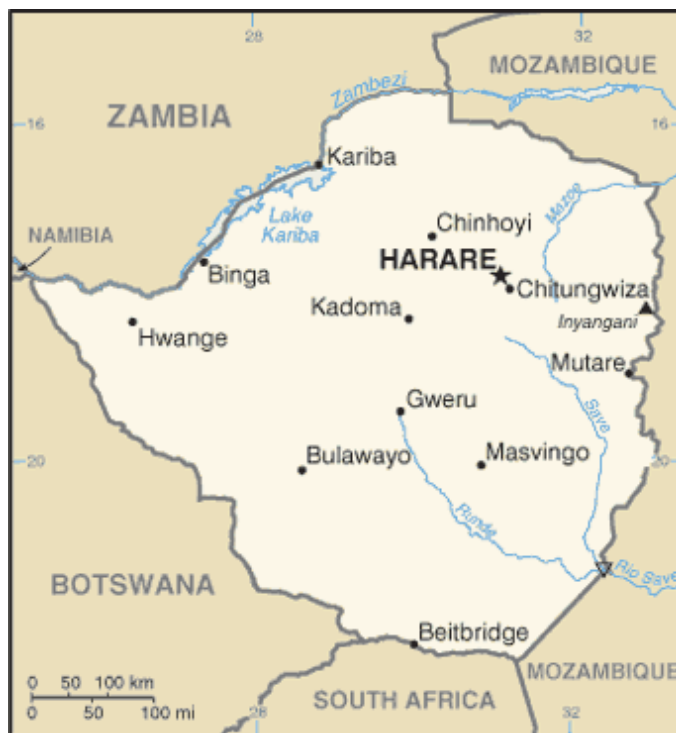 28
32
MOZAMBIQUE
Zambezi
ZAMBIA
16
16
Kariba
Lake
Kariba
Mazoe
Chinhoyi
NAMIBIA
HARARE
Binga
Chitungwiza
Kadoma
Inyangani
Hwange
Mutare
Gweru
Save
Bulawayo
Masvingo
20
20
Runde
Rio Save
BOTSWANA
Beitbridge
MOZAMBIQUE
0 50 100 km
0 50 100 mi
SOUTH AFRICA
28
32